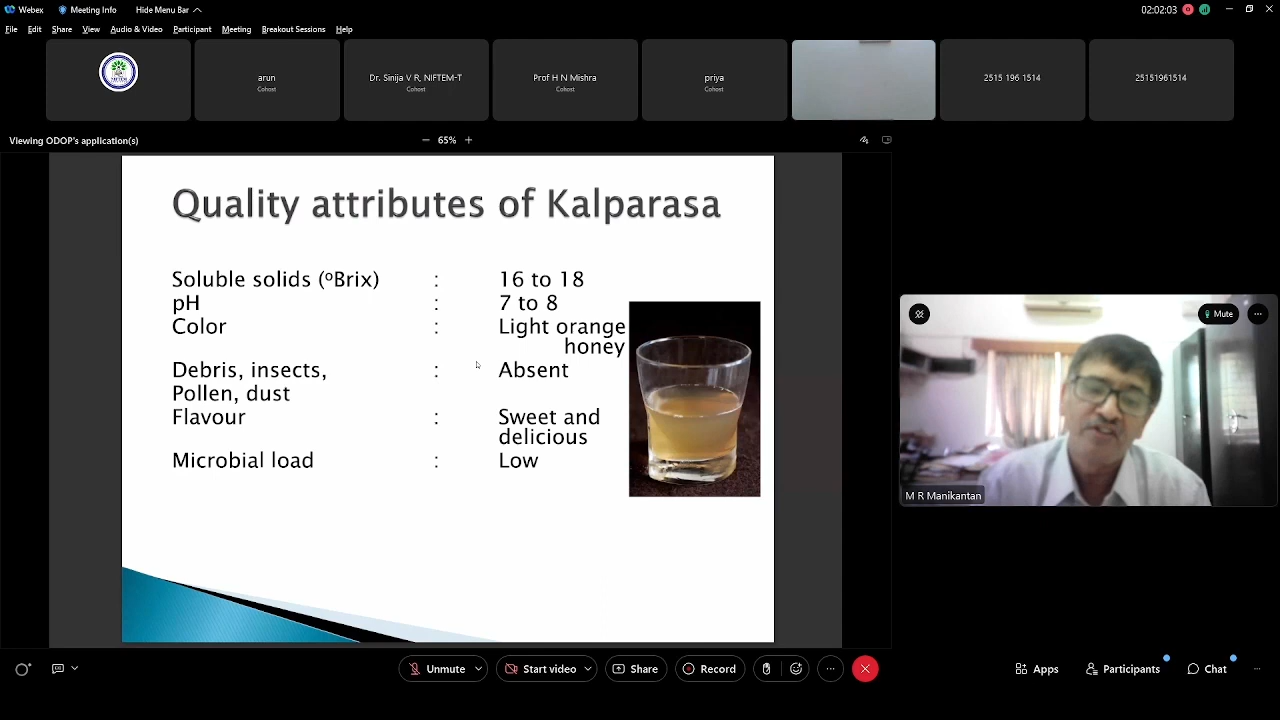 Webex
Meeting Info
Hide Menu Bar
02:02:03
File Edit Share View Audio & Video Participant Meeting Breakout Sessions Help
arun
Cohost
Dr. Sinija V R, NIFTEM-T
Cohost
Prof H N Mishra
Cohost
priya
Cohost
2515 196 1514
25151961514
Viewing ODOP's application(s)
65%
Quality attributes of Kalparasa
Soluble solids (ºBrix) : 16 to 18
pH : 7 to 8
Color : Light orange
honey
Debris, insects, : Absent
Pollen, dust
Flavour : Sweet and
delicious
Microbial load : Low
Mute
M R Manikantan
Unmute
Start video
Share
Record
Apps
Participants
Chat